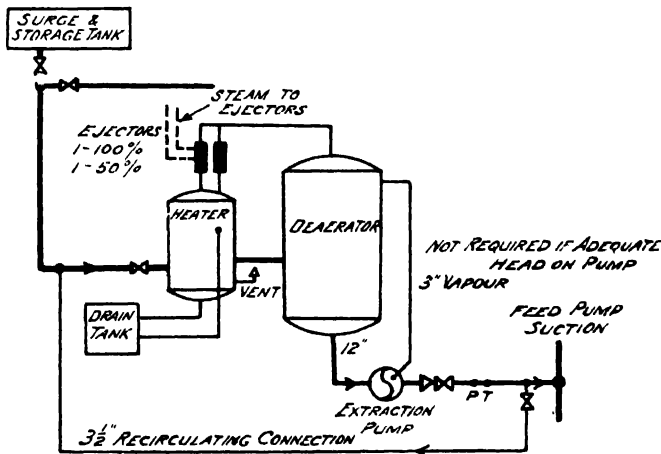 SURGE &
STORAGE TANK
STEAM TO
EJECTORS
EJECTORS
1-100%
1-50%
HEATER
DEAERATOR
NOT REQUIRED IF ADEQUATE
HEAD ON PUMP
3" VAPOUR
VENT
FEED PUMP
SUCTION
DRAIN
TANK
12"
P T
EXTRACTION
PUMP
3½" RECIRCULATING CONNECTION